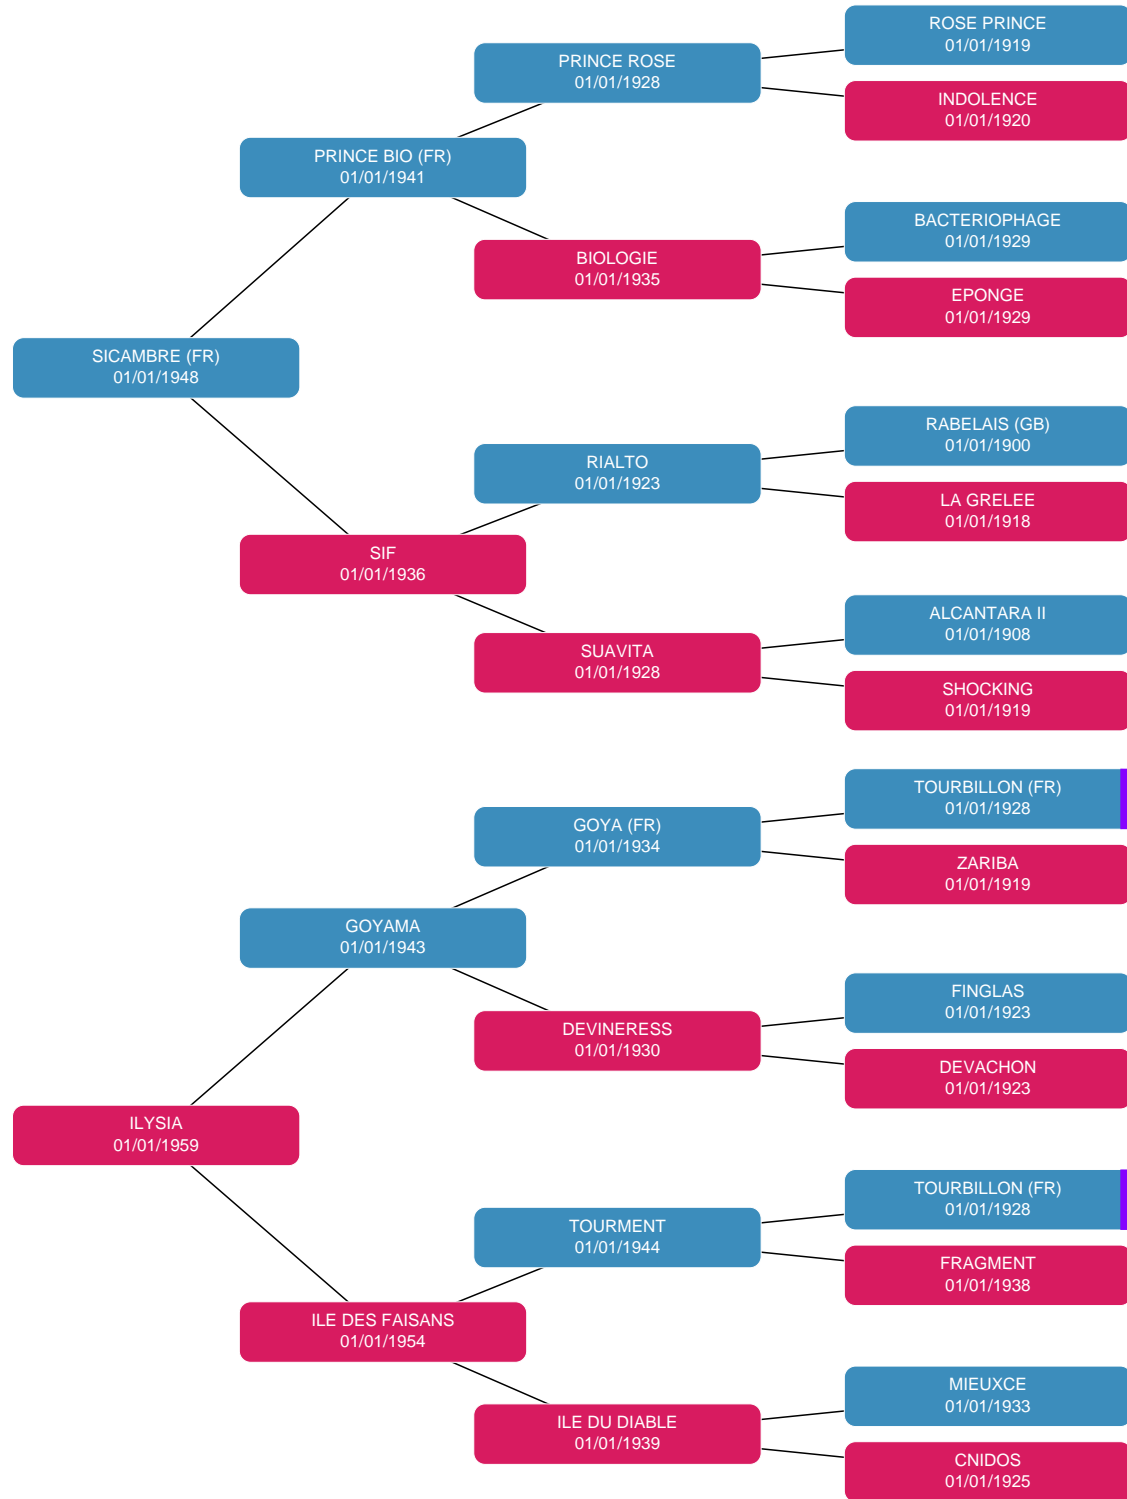 ROSE PRINCE
01/01/1919
PRINCE ROSE
01/01/1928
INDOLENCE
01/01/1920
PRINCE BIO (FR)
01/01/1941
BACTERIOPHAGE
01/01/1929
BIOLOGIE
01/01/1935
EPONGE
01/01/1929
SICAMBRE (FR)
01/01/1948
RABELAIS (GB)
01/01/1900
RIALTO
01/01/1923
LA GRELEE
01/01/1918
SIF
01/01/1936
ALCANTARA II
01/01/1908
SUAVITA
01/01/1928
SHOCKING
01/01/1919
TOURBILLON (FR)
01/01/1928
GOYA (FR)
01/01/1934
ZARIBA
01/01/1919
GOYAMA
01/01/1943
FINGLAS
01/01/1923
DEVINERESS
01/01/1930
DEVACHON
01/01/1923
ILYSIA
01/01/1959
TOURBILLON (FR)
01/01/1928
TOURMENT
01/01/1944
FRAGMENT
01/01/1938
ILE DES FAISANS
01/01/1954
MIEUXCE
01/01/1933
ILE DU DIABLE
01/01/1939
CNIDOS
01/01/1925